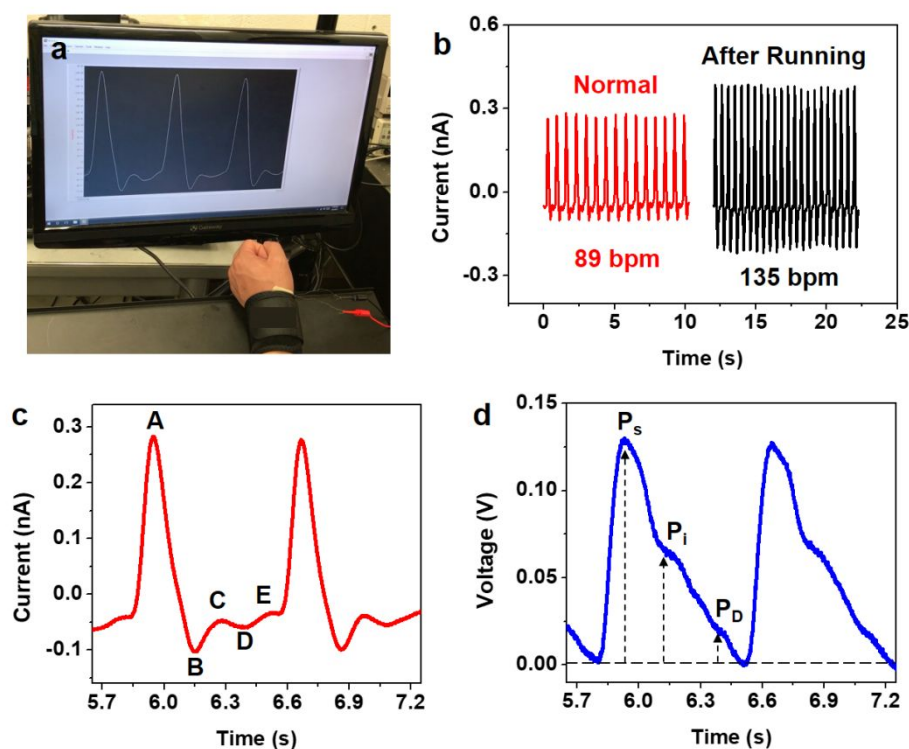 a
Gateway
b
0.6
0.3
0.0
-0.3
Current (nA)
Normal
After Running
89 bpm
135 bpm
0 5 10 15 20 25
Time (s)
c
0.3
0.2
0.1
0.0
-0.1
Current (nA)
A
B
C
D
E
5.7 6.0 6.3 6.6 6.9 7.2
Time (s)
d
0.15
0.10
0.05
0.00
Voltage (V)
Ps
Pi
PD
5.7 6.0 6.3 6.6 6.9 7.2
Time (s)